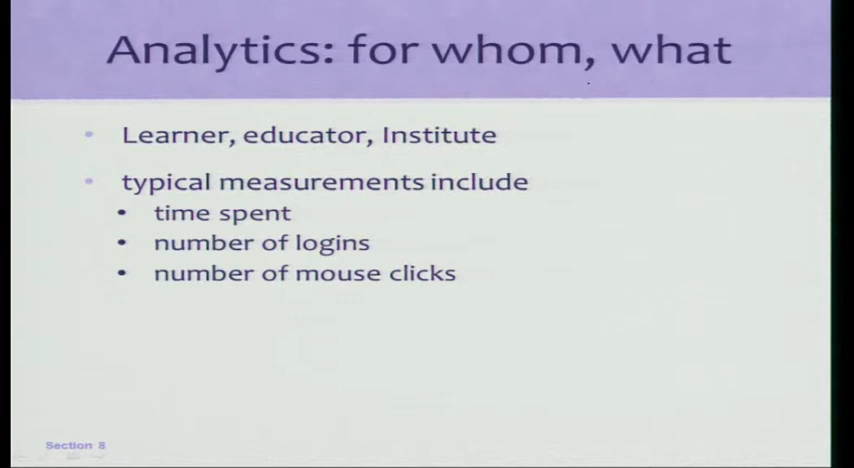 Analytics: for whom, what
Learner, educator, Institute
typical measurements include
time spent
number of logins
number of mouse clicks
Section 8